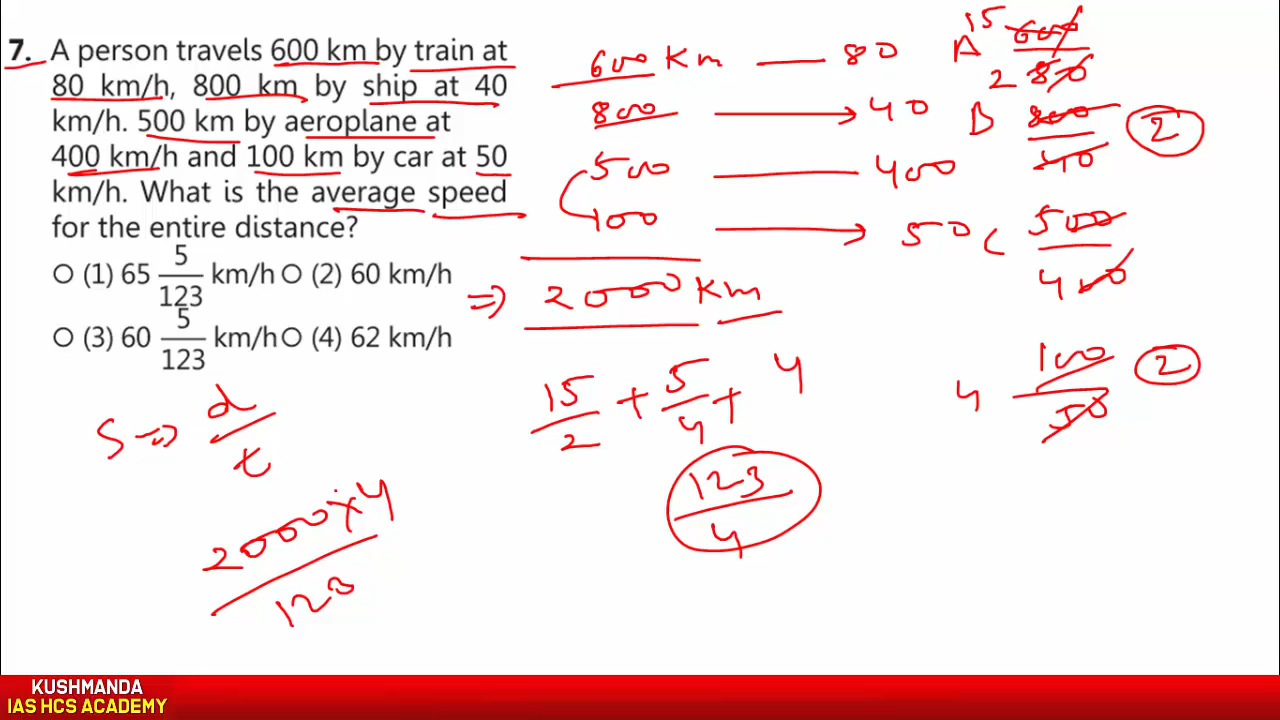 7. A person travels 600 km by train at
80 km/h, 800 km by ship at 40
km/h. 500 km by aeroplane at
400 km/h and 100 km by car at 50
km/h. What is the average speed
for the entire distance?
(1) 65 5/123 km/h (2) 60 km/h
(3) 60 5/123 km/h (4) 62 km/h
S ⇒ d/t
2000×4/123
600 Km — 80
800 → 40
500 — 400
100 → 50
⇒ 2000 Km
15/2 + 5/4 + 4
123/4
A 15 600/80 2
B 800/40 2
C 500/400
4 100/50 2
KUSHMANDA
IAS HCS ACADEMY